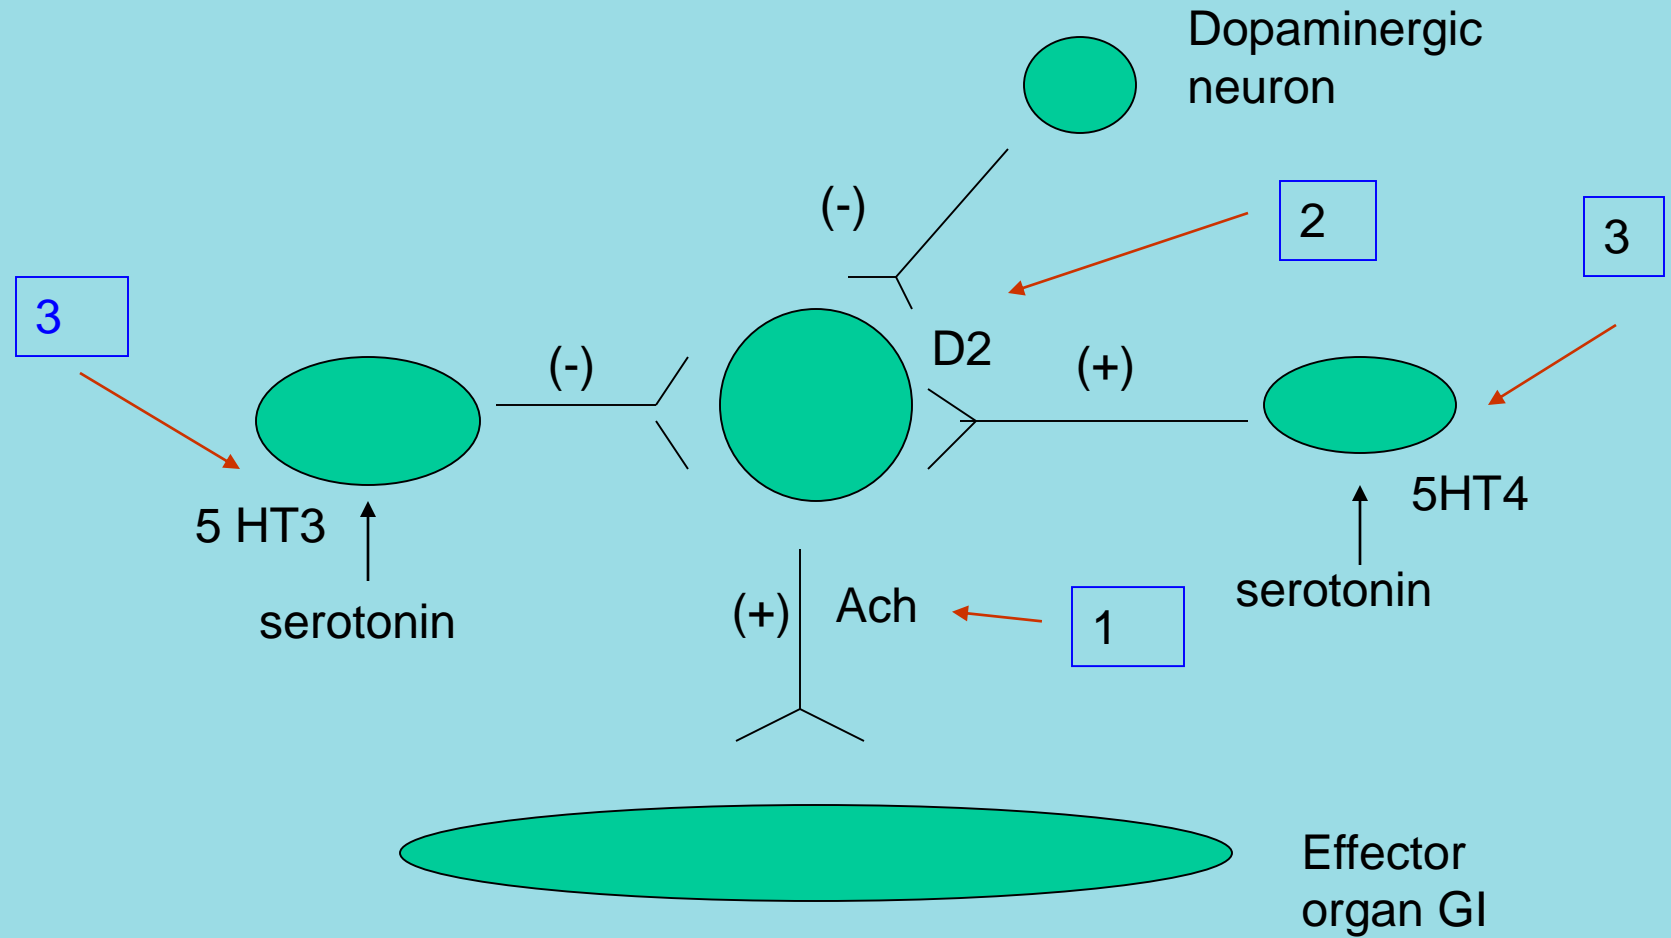 Dopaminergic
neuron
(-)
2
3
3
(-)
D2
(+)
5 HT3
5HT4
serotonin
(+)
Ach
1
serotonin
Effector
organ GI